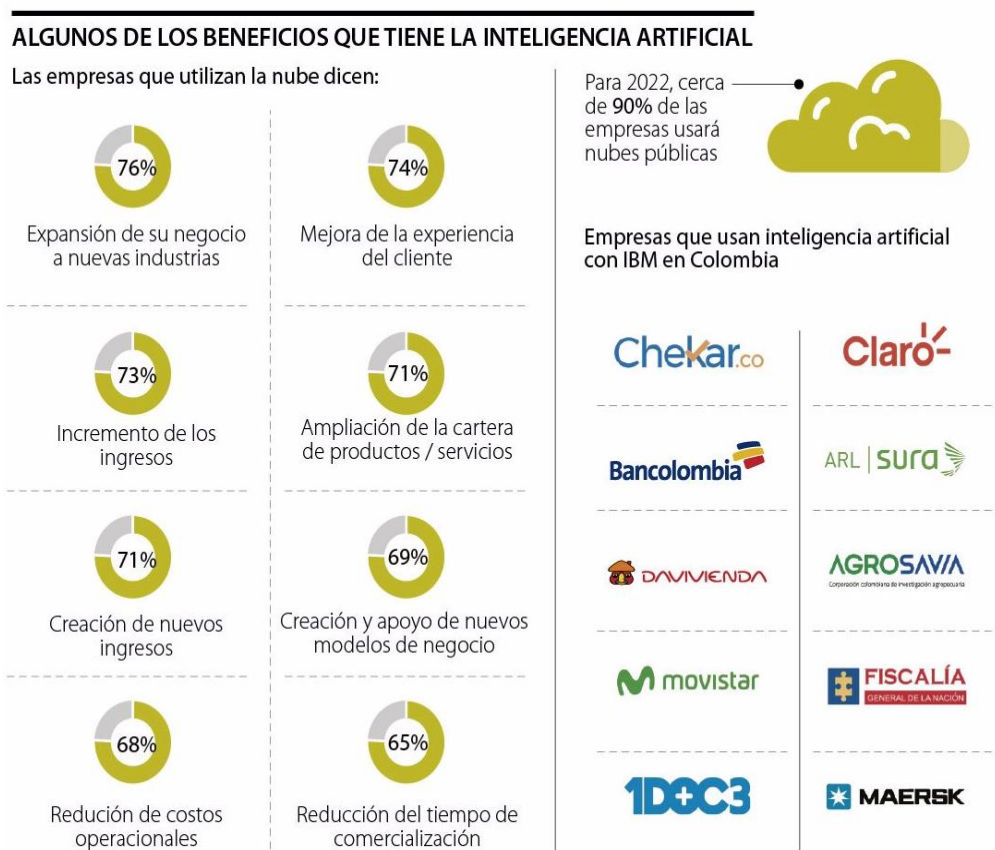 ALGUNOS DE LOS BENEFICIOS QUE TIENE LA INTELIGENCIA ARTIFICIAL
Las empresas que utilizan la nube dicen:
76%
Expansión de su negocio
a nuevas industrias
74%
Mejora de la experiencia
del cliente
73%
Incremento de los
ingresos
71%
Ampliación de la cartera
de productos / servicios
71%
Creación de nuevos
ingresos
69%
Creación y apoyo de nuevos
modelos de negocio
68%
Redución de costos
operacionales
65%
Reducción del tiempo de
comercialización
Para 2022, cerca
de 90% de las
empresas usará
nubes públicas
Empresas que usan inteligencia artificial
con IBM en Colombia
Chekar.co
Claro
Bancolombia
ARL | sura
DAVIVIENDA
AGROSAVIA
Corporación colombiana de investigación agropecuaria
movistar
FISCALÍA
GENERAL DE LA NACIÓN
1DOC3
MAERSK